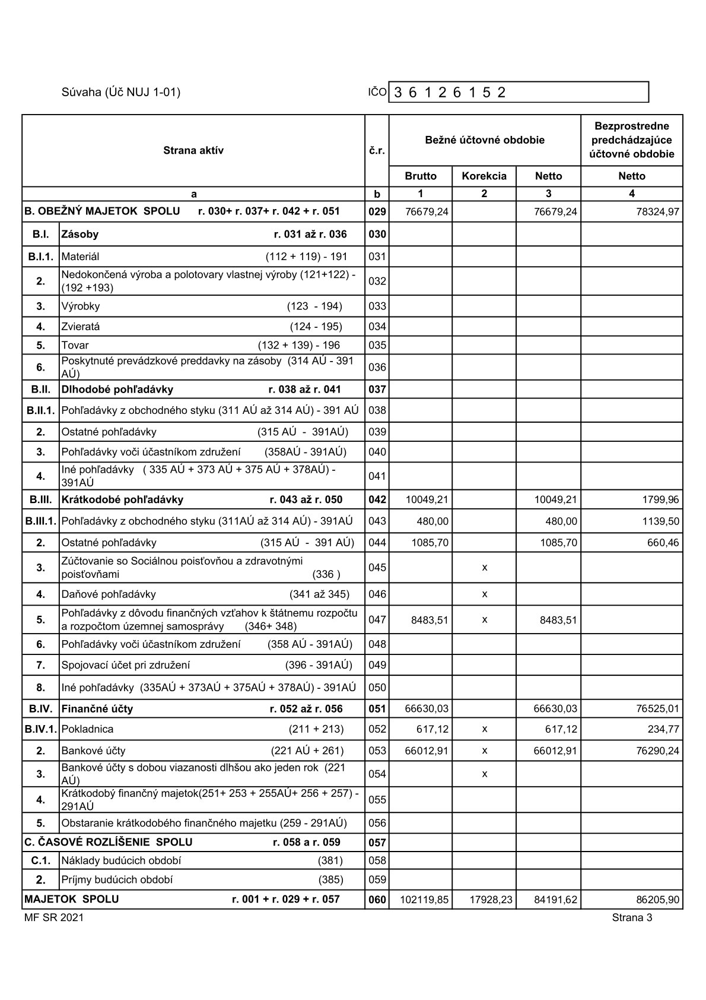 Súvaha (Úč NUJ 1-01) IČO 3 6 1 2 6 1 5 2
Strana aktív č.r. Bežné účtovné obdobie Bezprostredne predchádzajúce účtovné obdobie
Brutto Korekcia Netto Netto
a b 1 2 3 4
B. OBEŽNÝ MAJETOK SPOLU r. 030+ r. 037+ r. 042 + r. 051 029 76679,24 76679,24 78324,97
B.I. Zásoby r. 031 až r. 036 030
B.I.1. Materiál (112 + 119) - 191 031
2. Nedokončená výroba a polotovary vlastnej výroby (121+122) -
(192 +193) 032
3. Výrobky (123 - 194) 033
4. Zvieratá (124 - 195) 034
5. Tovar (132 + 139) - 196 035
6. Poskytnuté prevádzkové preddavky na zásoby (314 AÚ - 391
AÚ) 036
B.II. Dlhodobé pohľadávky r. 038 až r. 041 037
B.II.1. Pohľadávky z obchodného styku (311 AÚ až 314 AÚ) - 391 AÚ 038
2. Ostatné pohľadávky (315 AÚ - 391AÚ) 039
3. Pohľadávky voči účastníkom združení (358AÚ - 391AÚ) 040
4. Iné pohľadávky ( 335 AÚ + 373 AÚ + 375 AÚ + 378AÚ) -
391AÚ 041
B.III. Krátkodobé pohľadávky r. 043 až r. 050 042 10049,21 10049,21 1799,96
B.III.1. Pohľadávky z obchodného styku (311AÚ až 314 AÚ) - 391AÚ 043 480,00 480,00 1139,50
2. Ostatné pohľadávky (315 AÚ - 391 AÚ) 044 1085,70 1085,70 660,46
3. Zúčtovanie so Sociálnou poisťovňou a zdravotnými
poisťovňami (336 ) 045 x
4. Daňové pohľadávky (341 až 345) 046 x
5. Pohľadávky z dôvodu finančných vzťahov k štátnemu rozpočtu
a rozpočtom územnej samosprávy (346+ 348) 047 8483,51 x 8483,51
6. Pohľadávky voči účastníkom združení (358 AÚ - 391AÚ) 048
7. Spojovací účet pri združení (396 - 391AÚ) 049
8. Iné pohľadávky (335AÚ + 373AÚ + 375AÚ + 378AÚ) - 391AÚ 050
B.IV. Finančné účty r. 052 až r. 056 051 66630,03 66630,03 76525,01
B.IV.1. Pokladnica (211 + 213) 052 617,12 x 617,12 234,77
2. Bankové účty (221 AÚ + 261) 053 66012,91 x 66012,91 76290,24
3. Bankové účty s dobou viazanosti dlhšou ako jeden rok (221
AÚ) 054 x
4. Krátkodobý finančný majetok(251+ 253 + 255AÚ+ 256 + 257) -
291AÚ 055
5. Obstaranie krátkodobého finančného majetku (259 - 291AÚ) 056
C. ČASOVÉ ROZLÍŠENIE SPOLU r. 058 a r. 059 057
C.1. Náklady budúcich období (381) 058
2. Príjmy budúcich období (385) 059
MAJETOK SPOLU r. 001 + r. 029 + r. 057 060 102119,85 17928,23 84191,62 86205,90
MF SR 2021 Strana 3